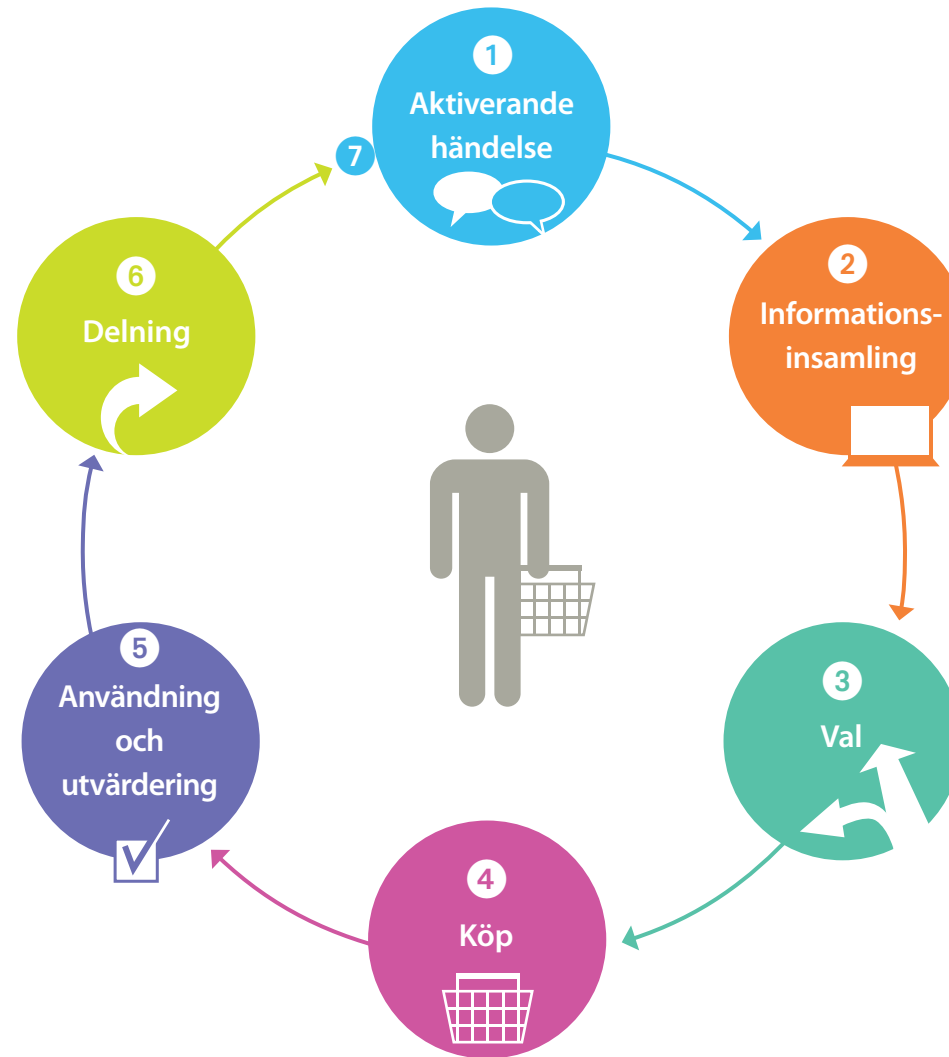 1
Aktiverande
händelse
7
2
Informations-
insamling
3
Val
4
Köp
5
Användning
och
utvärdering
6
Delning